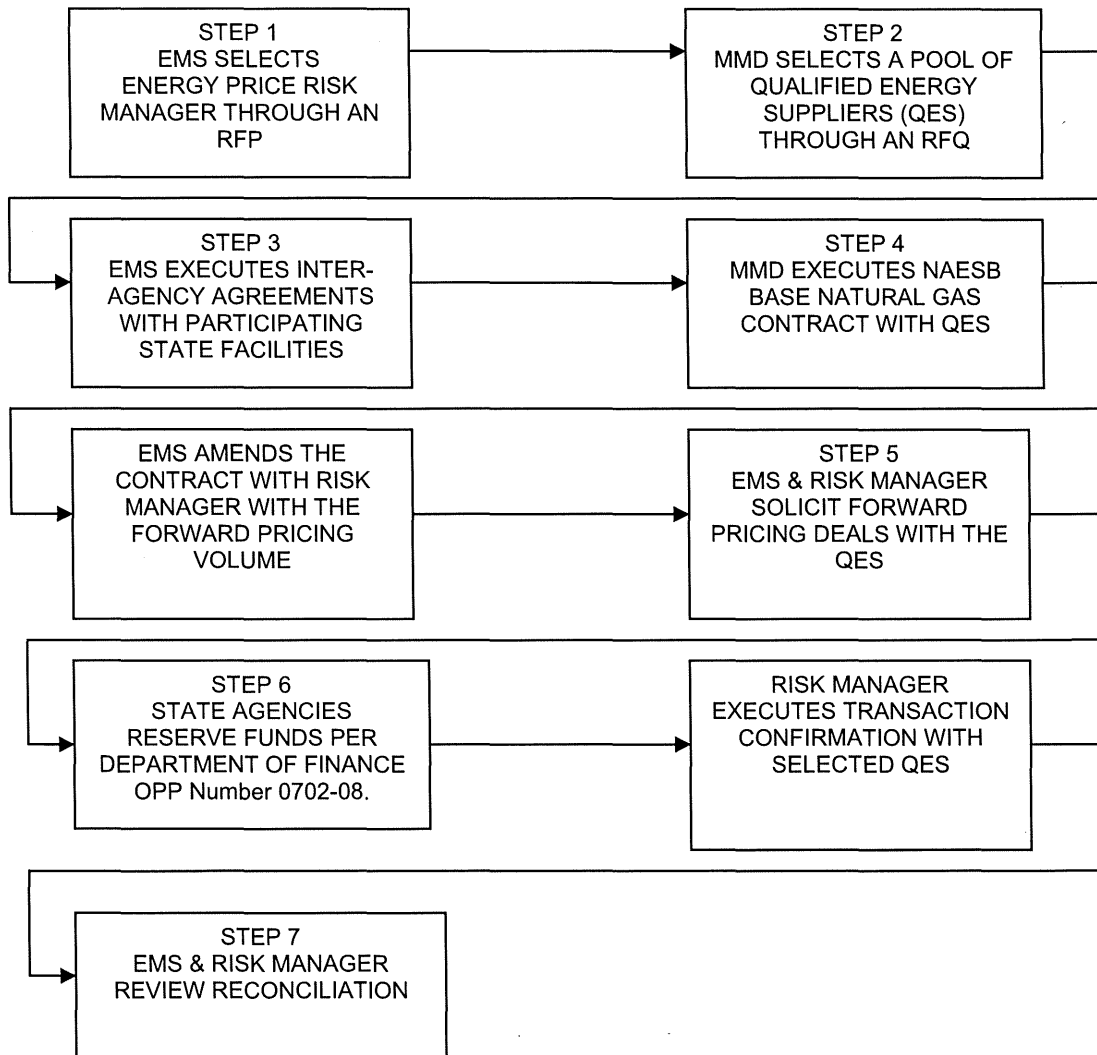 STEP 1
EMS SELECTS
ENERGY PRICE RISK
MANAGER THROUGH AN
RFP
STEP 2
MMD SELECTS A POOL OF
QUALIFIED ENERGY
SUPPLIERS (QES)
THROUGH AN RFQ
STEP 3
EMS EXECUTES INTER-
AGENCY AGREEMENTS
WITH PARTICIPATING
STATE FACILITIES
STEP 4
MMD EXECUTES NAESB
BASE NATURAL GAS
CONTRACT WITH QES
EMS AMENDS THE
CONTRACT WITH RISK
MANAGER WITH THE
FORWARD PRICING
VOLUME
STEP 5
EMS & RISK MANAGER
SOLICIT FORWARD
PRICING DEALS WITH THE
QES
STEP 6
STATE AGENCIES
RESERVE FUNDS PER
DEPARTMENT OF FINANCE
OPP Number 0702-08.
RISK MANAGER
EXECUTES TRANSACTION
CONFIRMATION WITH
SELECTED QES
STEP 7
EMS & RISK MANAGER
REVIEW RECONCILIATION